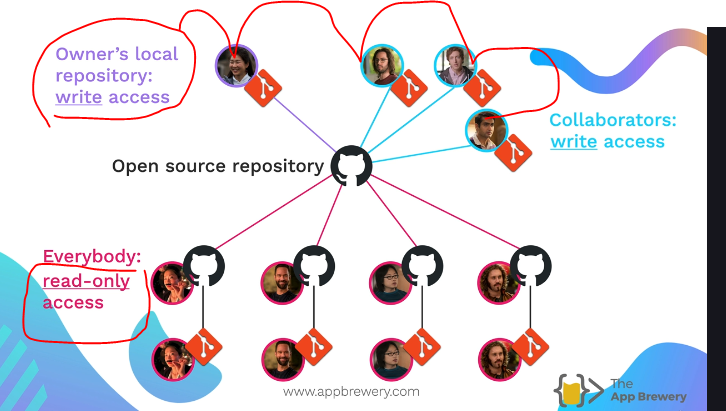 Owner's local
repository:
write access
Collaborators:
write access
Open source repository
Everybody:
read-only
access
www.appbrewery.com
The
App Brewery